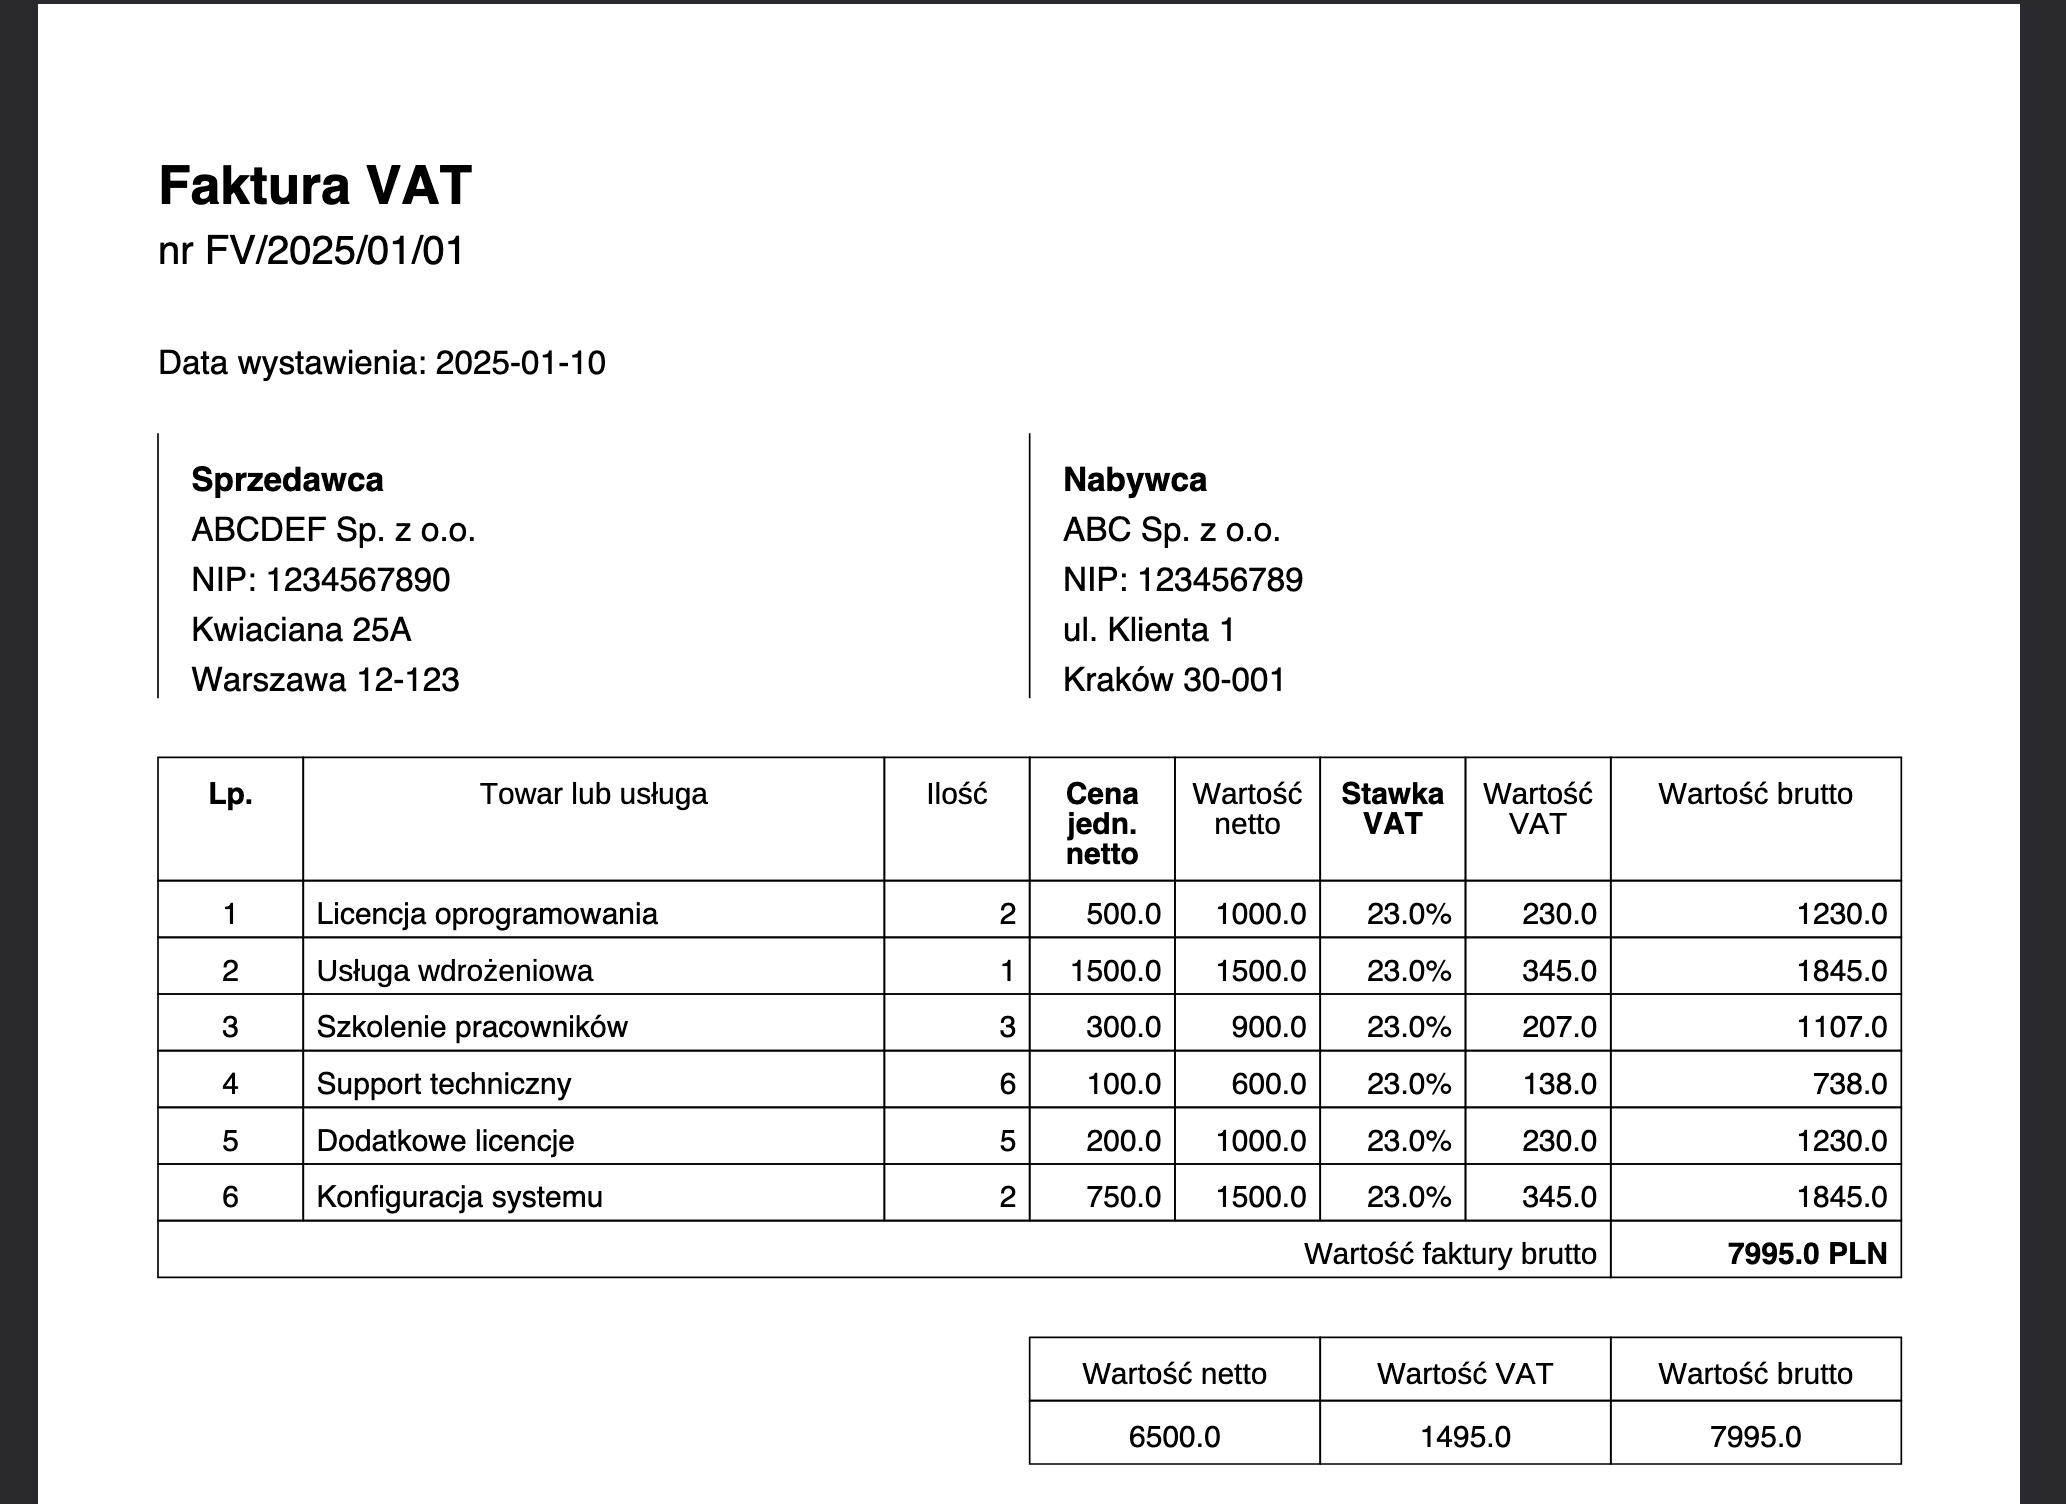 Faktura VAT
nr FV/2025/01/01
Data wystawienia: 2025-01-10
Sprzedawca
ABCDEF Sp. z o.o.
NIP: 1234567890
Kwiaciana 25A
Warszawa 12-123
Nabywca
ABC Sp. z o.o.
NIP: 123456789
ul. Klienta 1
Kraków 30-001
Lp. Towar lub usługa Ilość Cena jedn. netto Wartość netto Stawka VAT Wartość VAT Wartość brutto
1 Licencja oprogramowania 2 500.0 1000.0 23.0% 230.0 1230.0
2 Usługa wdrożeniowa 1 1500.0 1500.0 23.0% 345.0 1845.0
3 Szkolenie pracowników 3 300.0 900.0 23.0% 207.0 1107.0
4 Support techniczny 6 100.0 600.0 23.0% 138.0 738.0
5 Dodatkowe licencje 5 200.0 1000.0 23.0% 230.0 1230.0
6 Konfiguracja systemu 2 750.0 1500.0 23.0% 345.0 1845.0
Wartość faktury brutto 7995.0 PLN
Wartość netto Wartość VAT Wartość brutto
6500.0 1495.0 7995.0